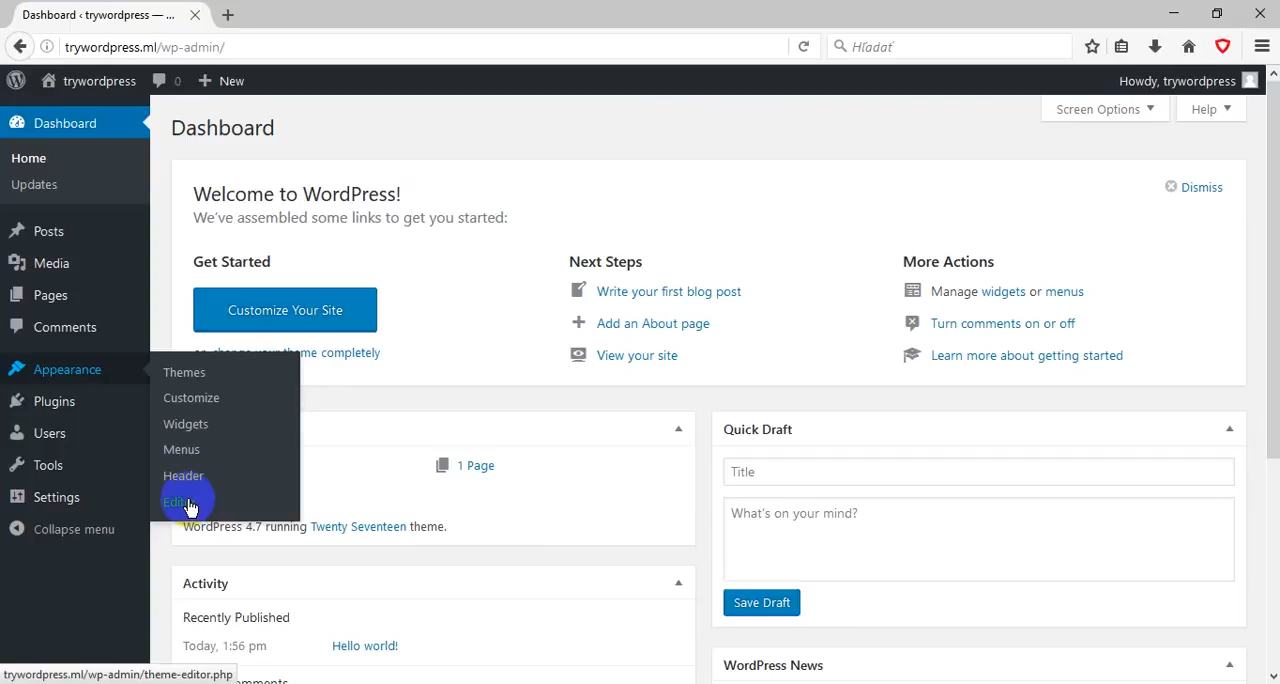 Dashboard ‹ trywordpress — ...
trywordpress.ml/wp-admin/
Hľadať
trywordpress
0
New
Howdy, trywordpress
Dashboard
Home
Updates
Posts
Media
Pages
Comments
Appearance
Plugins
Users
Tools
Settings
Collapse menu
Themes
Customize
Widgets
Menus
Header
Dashboard
Screen Options
Help
Welcome to WordPress!
We've assembled some links to get you started:
Dismiss
Get Started
Customize Your Site
theme completely
Next Steps
Write your first blog post
Add an About page
View your site
More Actions
Manage widgets or menus
Turn comments on or off
Learn more about getting started
1 Page
WordPress 4.7 running Twenty Seventeen theme.
Activity
Recently Published
Today, 1:56 pm
Hello world!
Quick Draft
Title
What's on your mind?
Save Draft
WordPress News
trywordpress.ml/wp-admin/theme-editor.php